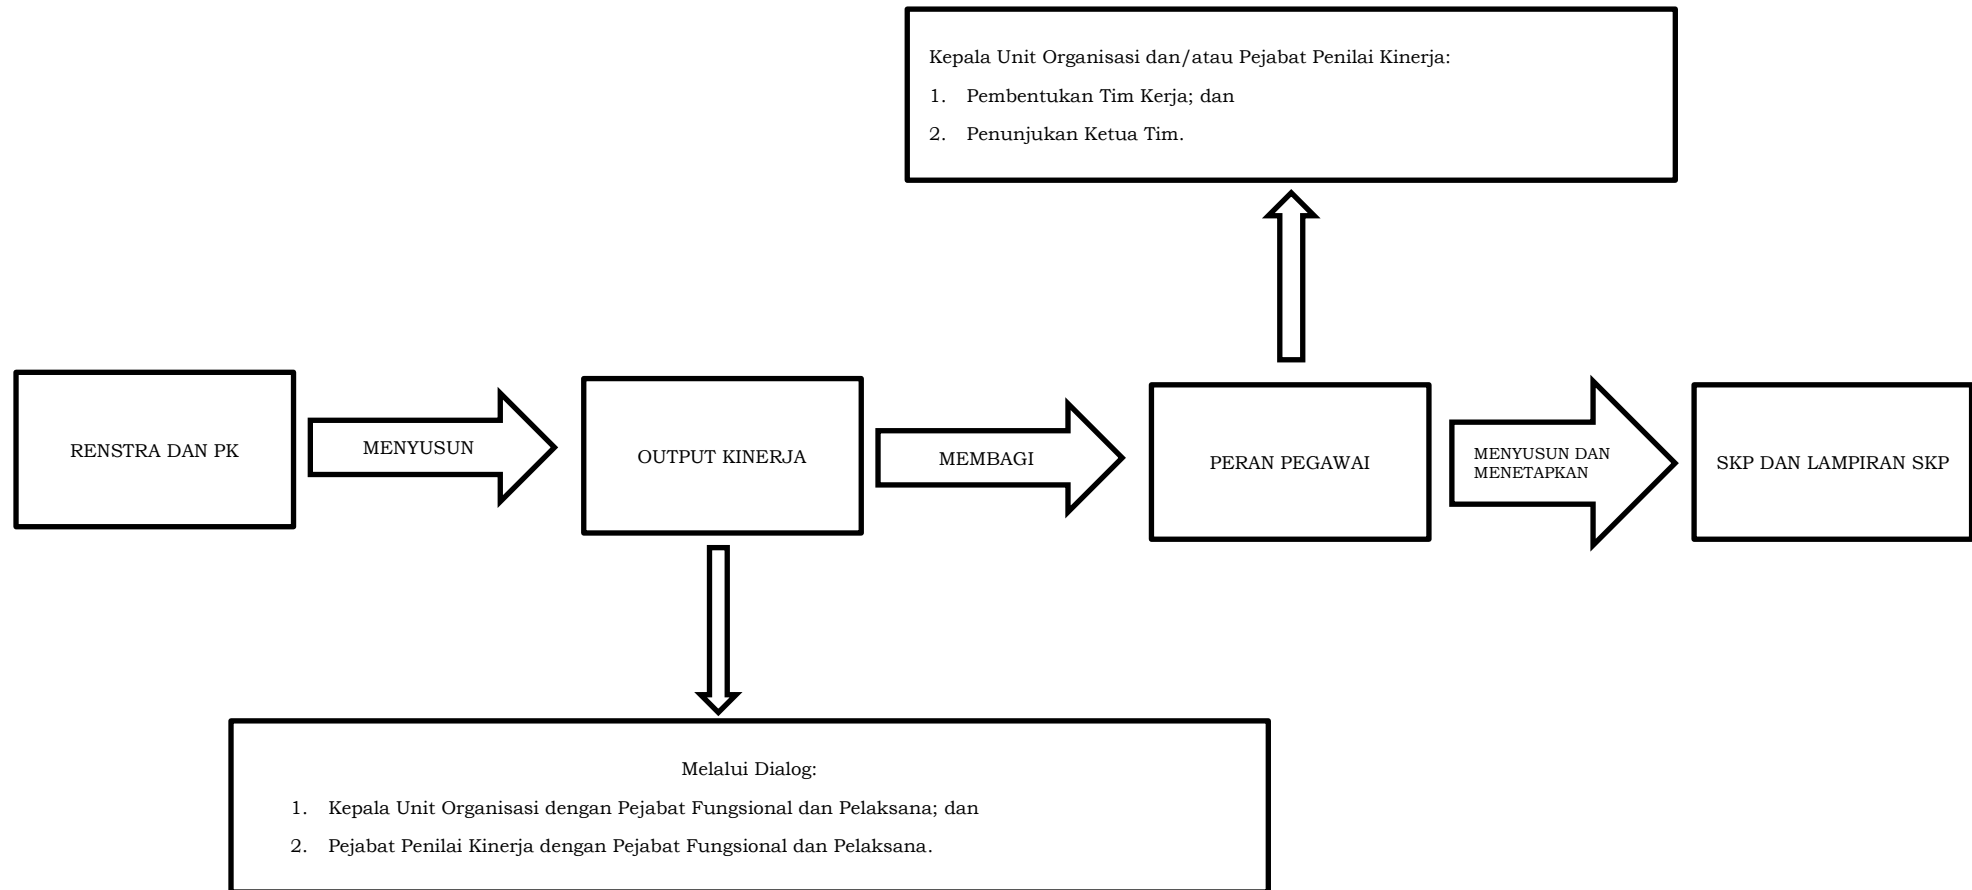 Kepala Unit Organisasi dan/atau Pejabat Penilai Kinerja:
1. Pembentukan Tim Kerja; dan
2. Penunjukan Ketua Tim.
RENSTRA DAN PK
MENYUSUN
OUTPUT KINERJA
MEMBAGI
PERAN PEGAWAI
MENYUSUN DAN
MENETAPKAN
SKP DAN LAMPIRAN SKP
Melalui Dialog:
1. Kepala Unit Organisasi dengan Pejabat Fungsional dan Pelaksana; dan
2. Pejabat Penilai Kinerja dengan Pejabat Fungsional dan Pelaksana.